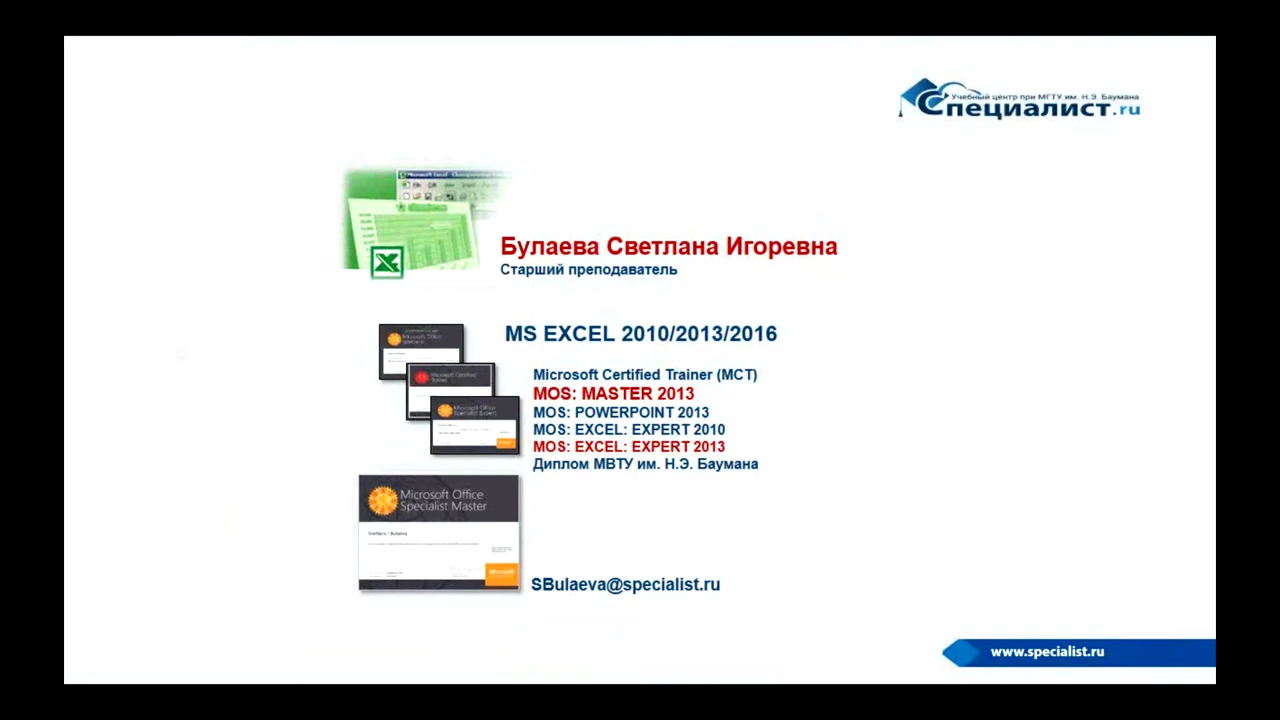 Учебный центр при МГТУ им. Н.Э. Баумана
Специалист.ru
Булаева Светлана Игоревна
Старший преподаватель
MS EXCEL 2010/2013/2016
Microsoft Certified Trainer (MCT)
MOS: MASTER 2013
MOS: POWERPOINT 2013
MOS: EXCEL: EXPERT 2010
MOS: EXCEL: EXPERT 2013
Диплом МВТУ им. Н.Э. Баумана
Microsoft Office
Specialist Master
SBulaeva@specialist.ru
www.specialist.ru